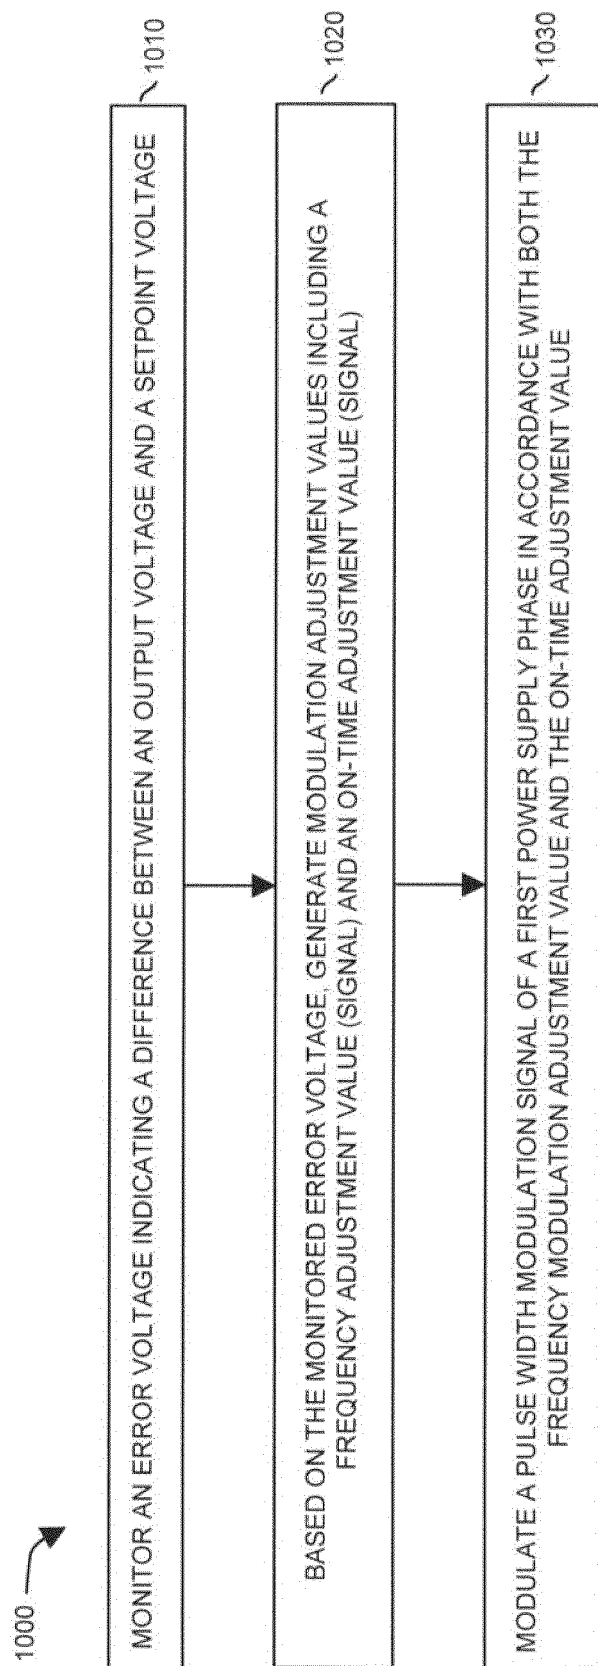 1000
MONITOR AN ERROR VOLTAGE INDICATING A DIFFERENCE BETWEEN AN OUTPUT VOLTAGE AND A SETPOINT VOLTAGE
1010
BASED ON THE MONITORED ERROR VOLTAGE, GENERATE MODULATION ADJUSTMENT VALUES INCLUDING A
FREQUENCY ADJUSTMENT VALUE (SIGNAL) AND AN ON-TIME ADJUSTMENT VALUE (SIGNAL)
1020
MODULATE A PULSE WIDTH MODULATION SIGNAL OF A FIRST POWER SUPPLY PHASE IN ACCORDANCE WITH BOTH THE
FREQUENCY MODULATION ADJUSTMENT VALUE AND THE ON-TIME ADJUSTMENT VALUE
1030